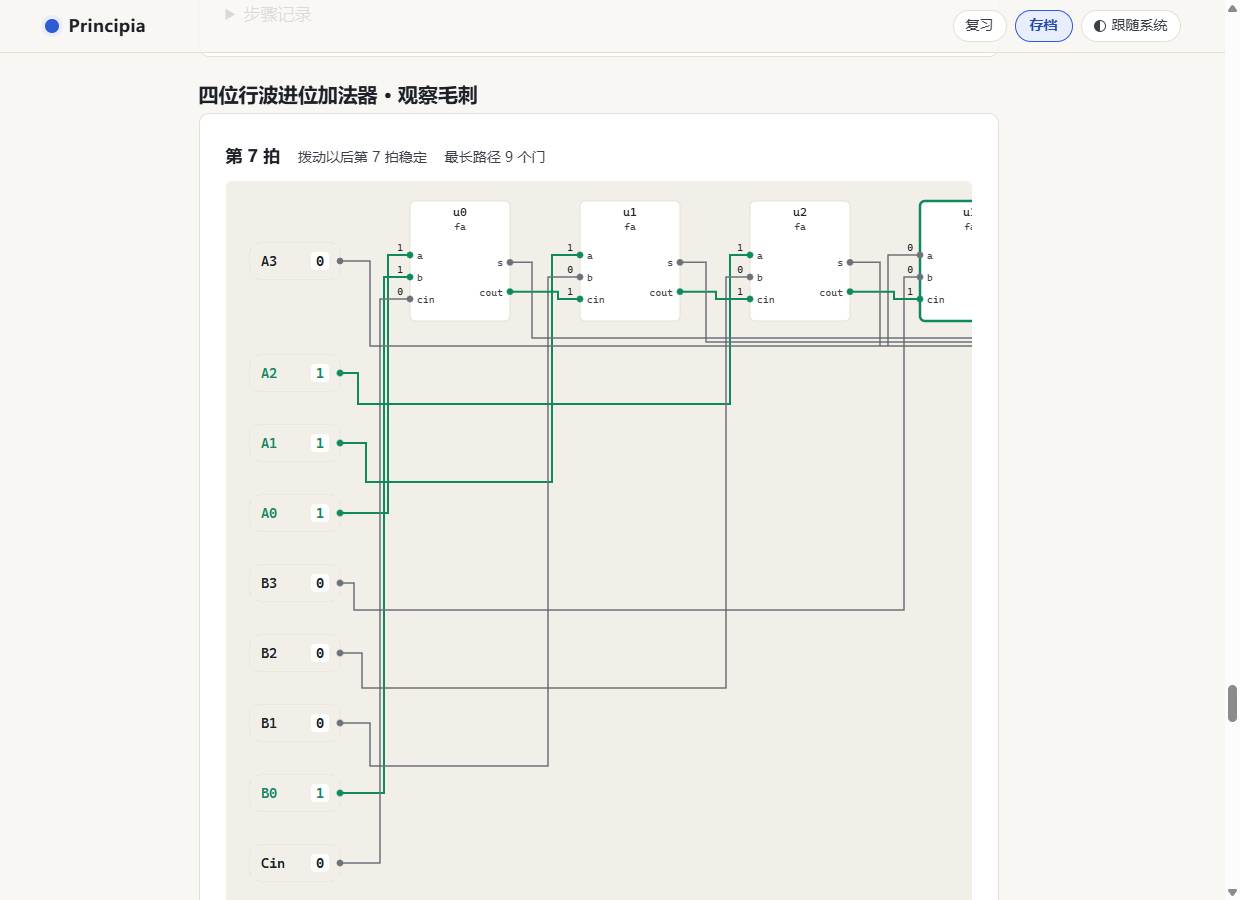 步骤记录
Principia
复习
存档
跟随系统
四位行波进位加法器・观察毛刺
第 7 拍 拨动以后第 7 拍稳定 最长路径 9 个门
u0
fa
1
a
1
b
0
cin
s
cout
u1
fa
1
a
0
b
1
cin
s
cout
u2
fa
1
a
0
b
1
cin
s
cout
0
a
0
b
1
cin
A3 0
A2 1
A1 1
A0 1
B3 0
B2 0
B1 0
B0 1
Cin 0